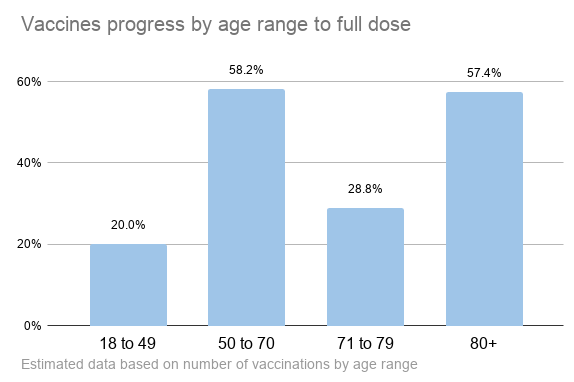 Vaccines progress by age range to full dose
58.2%
57.4%
60%
40%
28.8%
20.0%
20%
0%
18 to 49 50 to 70 71 to 79 80+
Estimated data based on number of vaccinations by age range